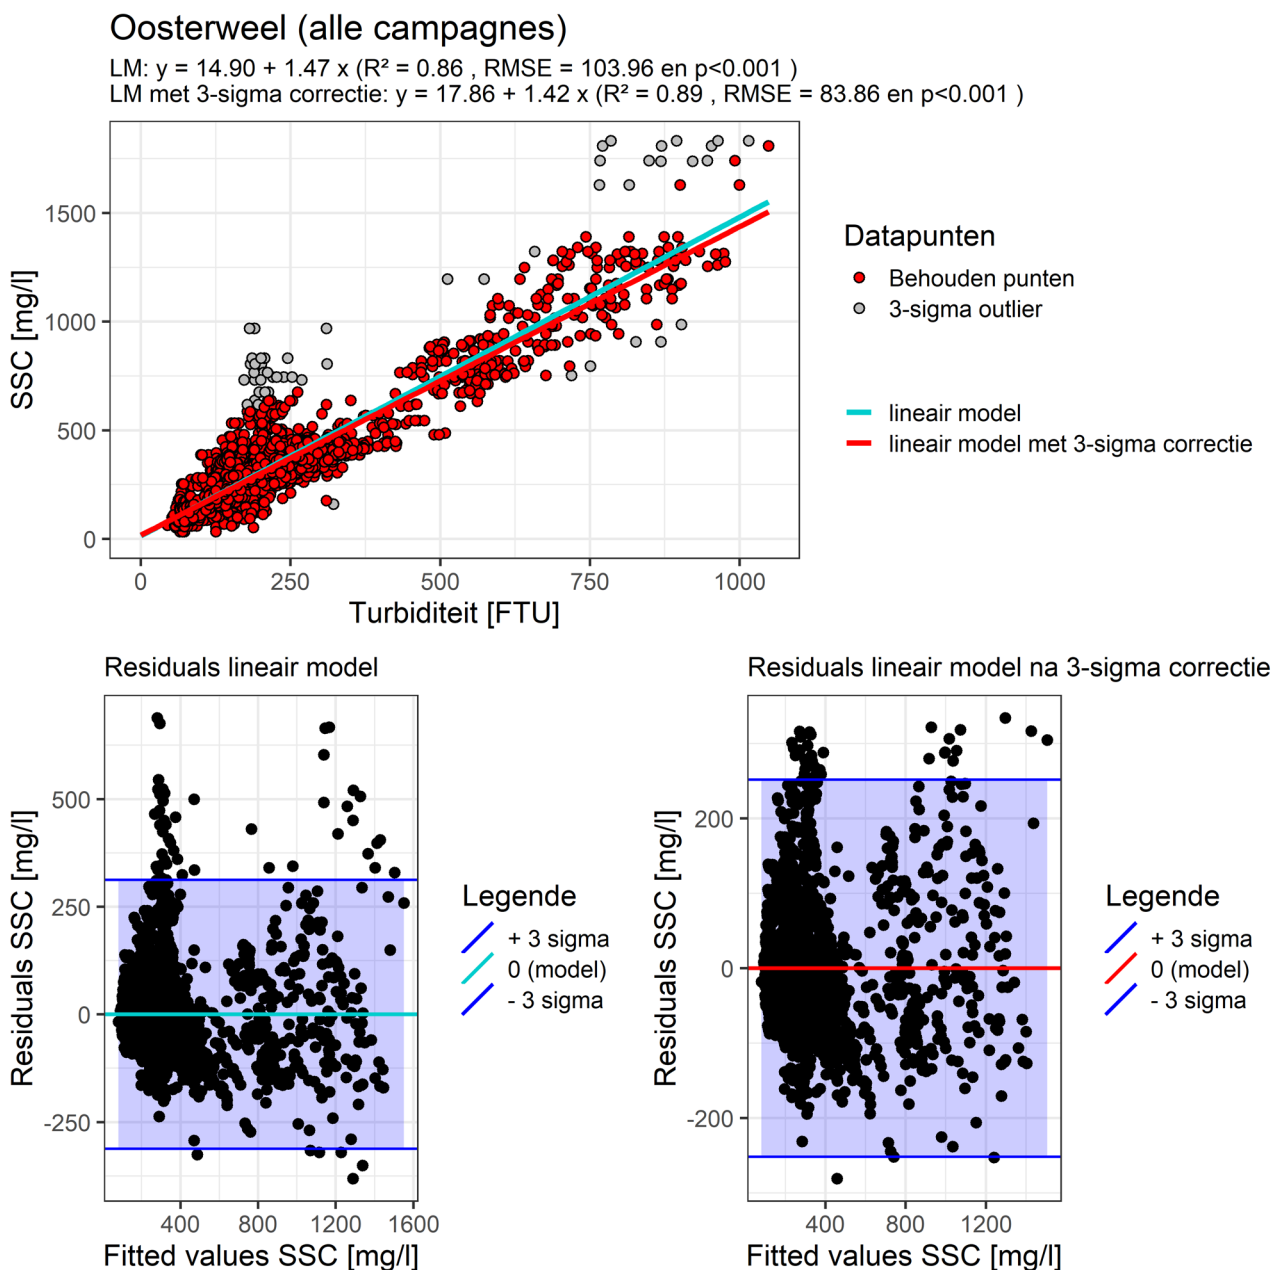 Oosterweel (alle campagnes)
LM: y = 14.90 + 1.47 x (R² = 0.86 , RMSE = 103.96 en p<0.001 )
LM met 3-sigma correctie: y = 17.86 + 1.42 x (R² = 0.89 , RMSE = 83.86 en p<0.001 )
SSC [mg/l]
1500
1000
500
0
0 250 500 750 1000
Turbiditeit [FTU]
Datapunten
Behouden punten
3-sigma outlier
lineair model
lineair model met 3-sigma correctie
Residuals lineair model
Residuals SSC [mg/l]
500
250
0
-250
400 800 1200 1600
Fitted values SSC [mg/l]
Legende
+ 3 sigma
0 (model)
- 3 sigma
Residuals lineair model na 3-sigma correctie
Residuals SSC [mg/l]
200
0
-200
400 800 1200
Fitted values SSC [mg/l]
Legende
+ 3 sigma
0 (model)
- 3 sigma